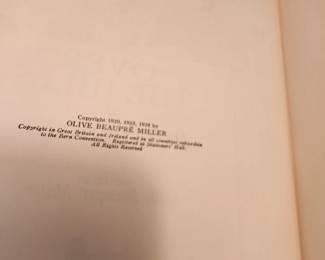 Copyright 1920, 1925, 1928 by
OLIVE BEAUPRÉ MILLER
Copyright in Great Britain and Ireland and in all countries subscribing
to the Bern Convention. Registered at Stationers' Hall.
All Rights Reserved